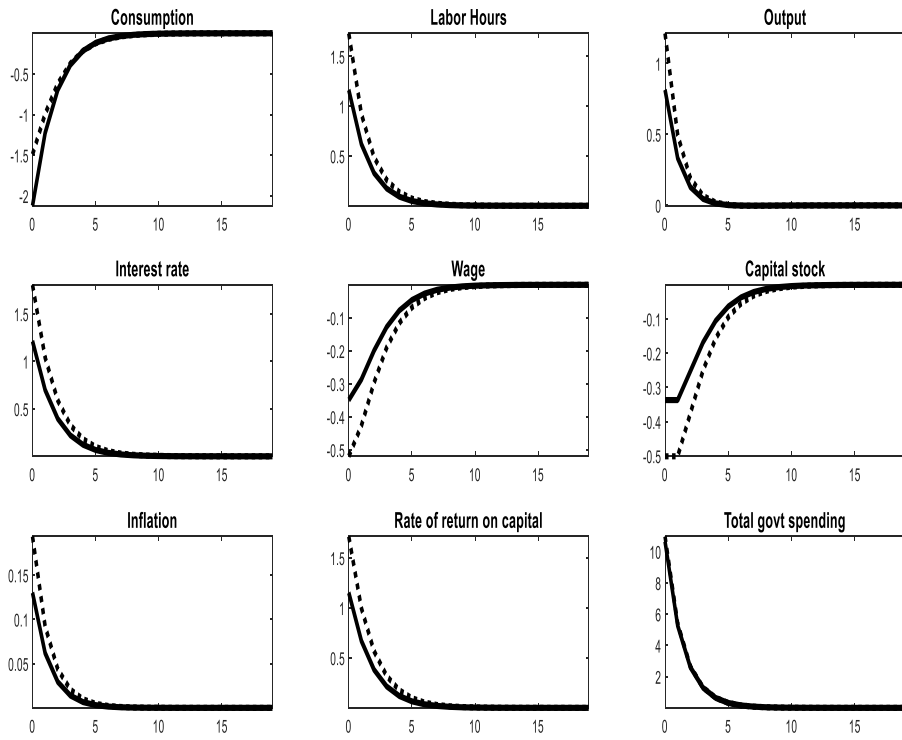 Consumption
-0.5
-1
-1.5
-2
0 5 10 15
Labor Hours
1.5
1
0.5
0 5 10 15
Output
1
0.5
0
0 5 10 15
Interest rate
1.5
1
0.5
0 5 10 15
Wage
-0.1
-0.2
-0.3
-0.4
-0.5
0 5 10 15
Capital stock
-0.1
-0.2
-0.3
-0.4
-0.5
0 5 10 15
Inflation
0.15
0.1
0.05
0 5 10 15
Rate of return on capital
1.5
1
0.5
0 5 10 15
Total govt spending
10
8
6
4
2
0 5 10 15